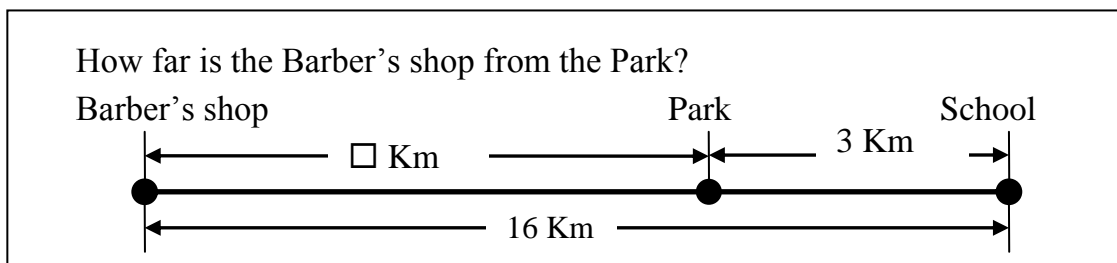 How far is the Barber’s shop from the Park?
Barber’s shop Park School
□ Km 3 Km
16 Km